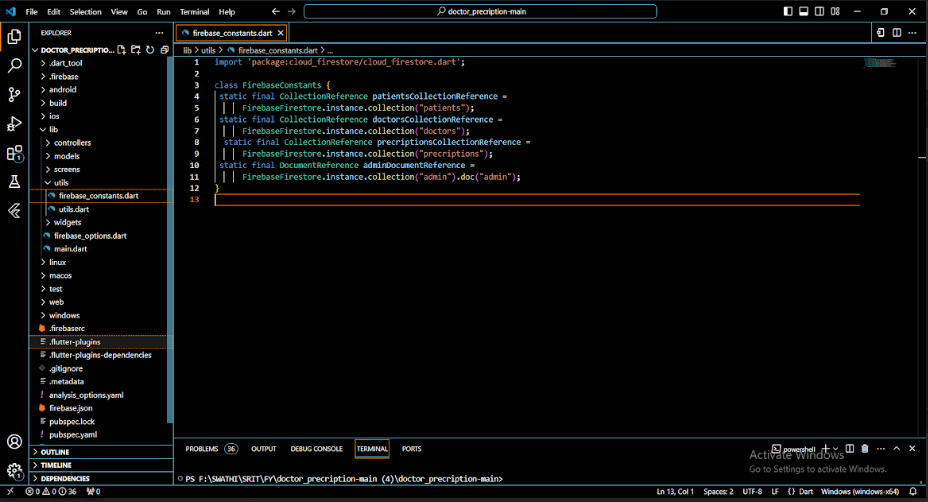 File Edit Selection View Go Run Terminal Help
doctor_precription-main
EXPLORER
DOCTOR_PRECRIPTIO...
.dart_tool
.firebase
android
build
ios
lib
controllers
models
screens
utils
firebase_constants.dart
utils.dart
widgets
firebase_options.dart
main.dart
linux
macos
test
web
windows
.firebaserc
.flutter-plugins
.flutter-plugins-dependencies
.gitignore
.metadata
analysis_options.yaml
firebase.json
pubspec.lock
pubspec.yaml
OUTLINE
TIMELINE
DEPENDENCIES
firebase_constants.dart
lib > utils > firebase_constants.dart > ...
1 import 'package:cloud_firestore/cloud_firestore.dart';
2
3 class FirebaseConstants {
4 static final CollectionReference patientsCollectionReference =
5 FirebaseFirestore.instance.collection("patients");
6 static final CollectionReference doctorsCollectionReference =
7 FirebaseFirestore.instance.collection("doctors");
8 static final CollectionReference precriptionsCollectionReference =
9 FirebaseFirestore.instance.collection("precriptions");
10 static final DocumentReference adminDocumentReference =
11 FirebaseFirestore.instance.collection("admin").doc("admin");
12 }
13
PROBLEMS 36 OUTPUT DEBUG CONSOLE TERMINAL PORTS
powershell
Activate Windows
Go to Settings to activate Windows.
PS F:\SWATHI\SRIT\FY\doctor_precription-main (4)\doctor_precription-main>
0 0 36 0
Ln 13, Col 1 Spaces: 2 UTF-8 LF {} Dart Windows (windows-x64)
1
1